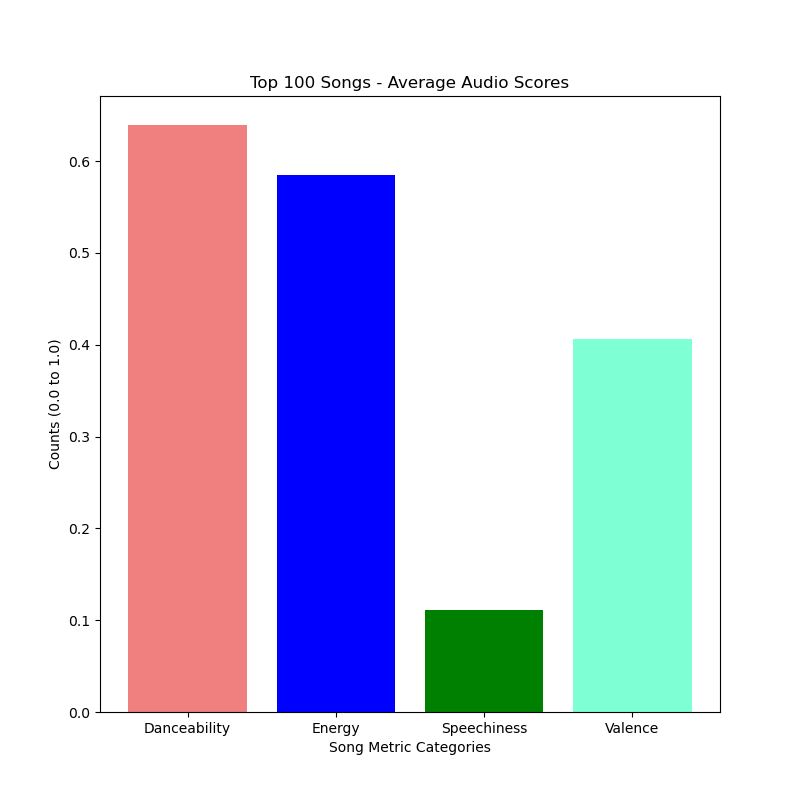 Top 100 Songs - Average Audio Scores
Counts (0.0 to 1.0)
0.6
0.5
0.4
0.3
0.2
0.1
0.0
Danceability Energy Speechiness Valence
Song Metric Categories